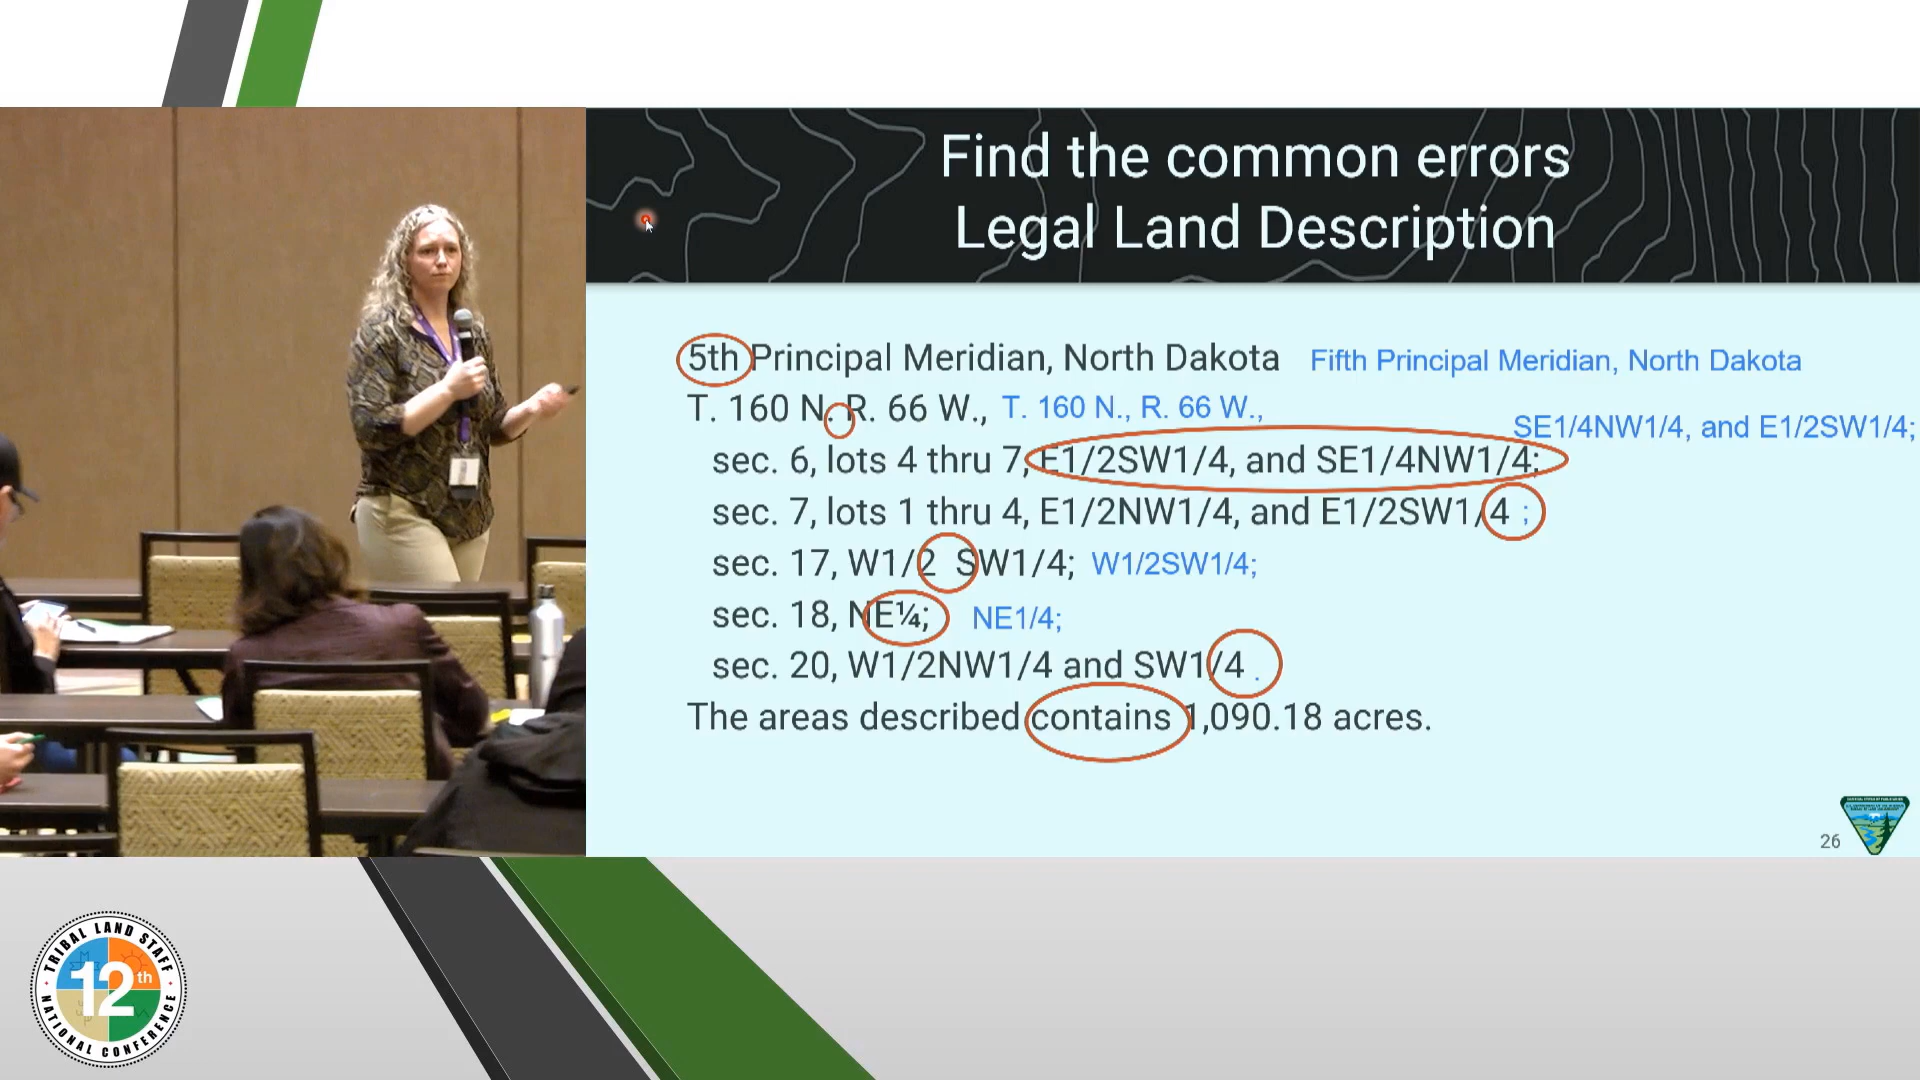 Find the common errors
Legal Land Description
5th Principal Meridian, North Dakota Fifth Principal Meridian, North Dakota
T. 160 N. R. 66 W., T. 160 N., R. 66 W.,
SE1/4NW1/4, and E1/2SW1/4;
sec. 6, lots 4 thru 7, E1/2SW1/4, and SE1/4NW1/4;
sec. 7, lots 1 thru 4, E1/2NW1/4, and E1/2SW1/4 ;
sec. 17, W1/2 SW1/4; W1/2SW1/4;
sec. 18, NE¼; NE1/4;
sec. 20, W1/2NW1/4 and SW1/4 .
The areas described contains 1,090.18 acres.
26
TRIBAL LAND STAFF
12th
NATIONAL CONFERENCE